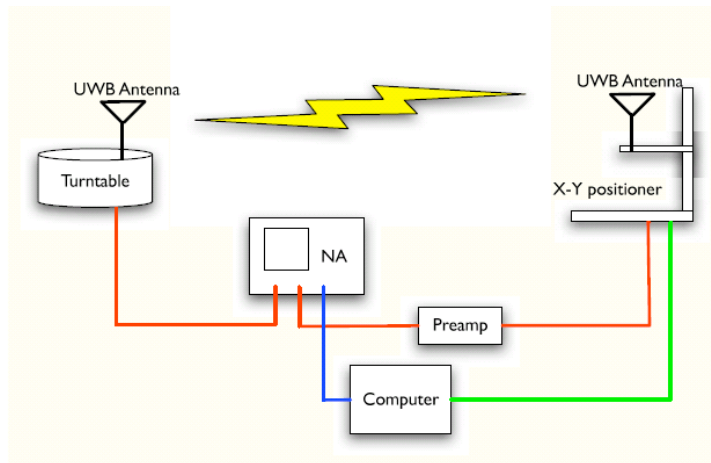 UWB Antenna
UWB Antenna
Turntable
X-Y positioner
NA
Preamp
Computer